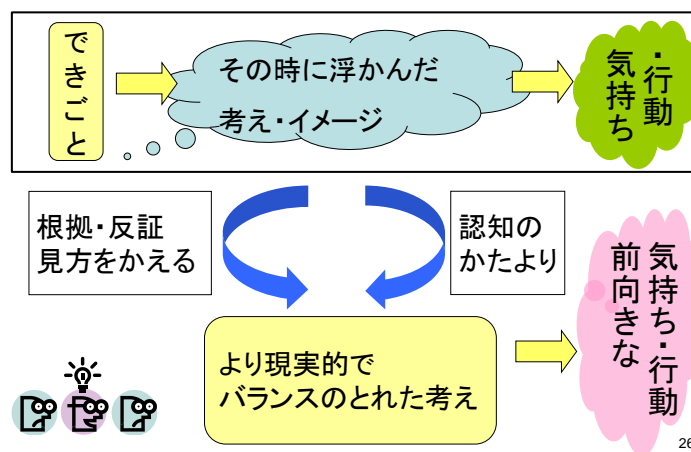 できごと
その時に浮かんだ
考え・イメージ
気持ち
・行動
根拠・反証
見方をかえる
認知の
かたより
より現実的で
バランスのとれた考え
前向きな
気持ち・行動
26